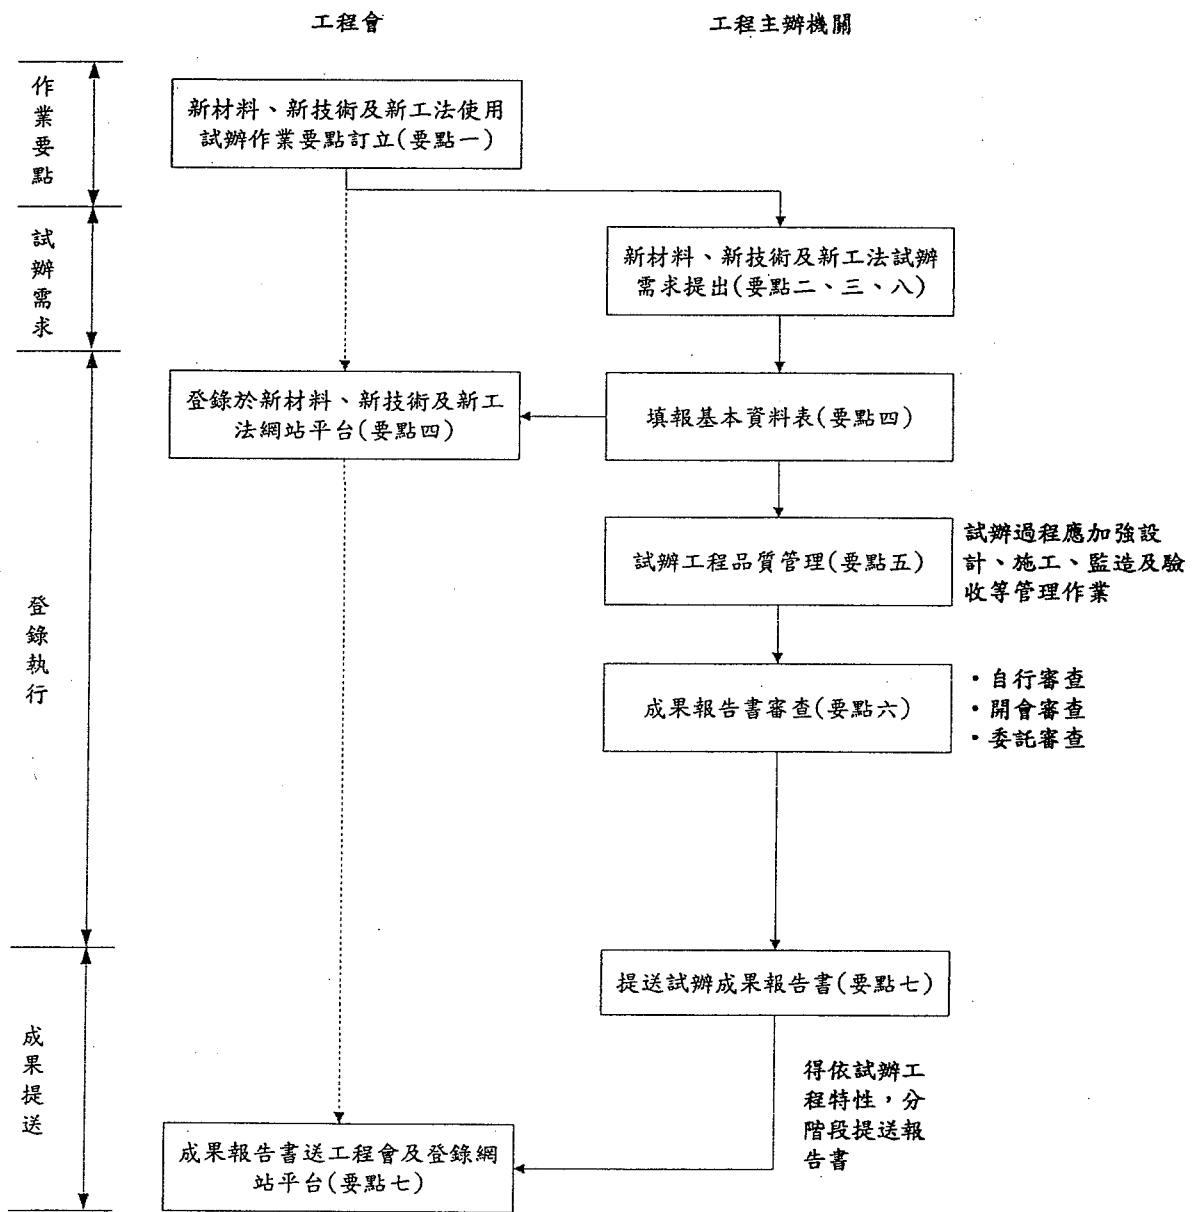 工程會
工程主辦機關
作業要點
新材料、新技術及新工法使用
試辦作業要點訂立(要點一)
試辦需求
新材料、新技術及新工法試辦
需求提出(要點二、三、八)
登錄執行
登錄於新材料、新技術及新工
法網站平台(要點四)
填報基本資料表(要點四)
試辦工程品質管理(要點五)
試辦過程應加強設
計、施工、監造及驗
收等管理作業
成果報告書審查(要點六)
・自行審查
・開會審查
・委託審查
成果提送
提送試辦成果報告書(要點七)
得依試辦工
程特性，分
階段提送報
告書
成果報告書送工程會及登錄網
站平台(要點七)